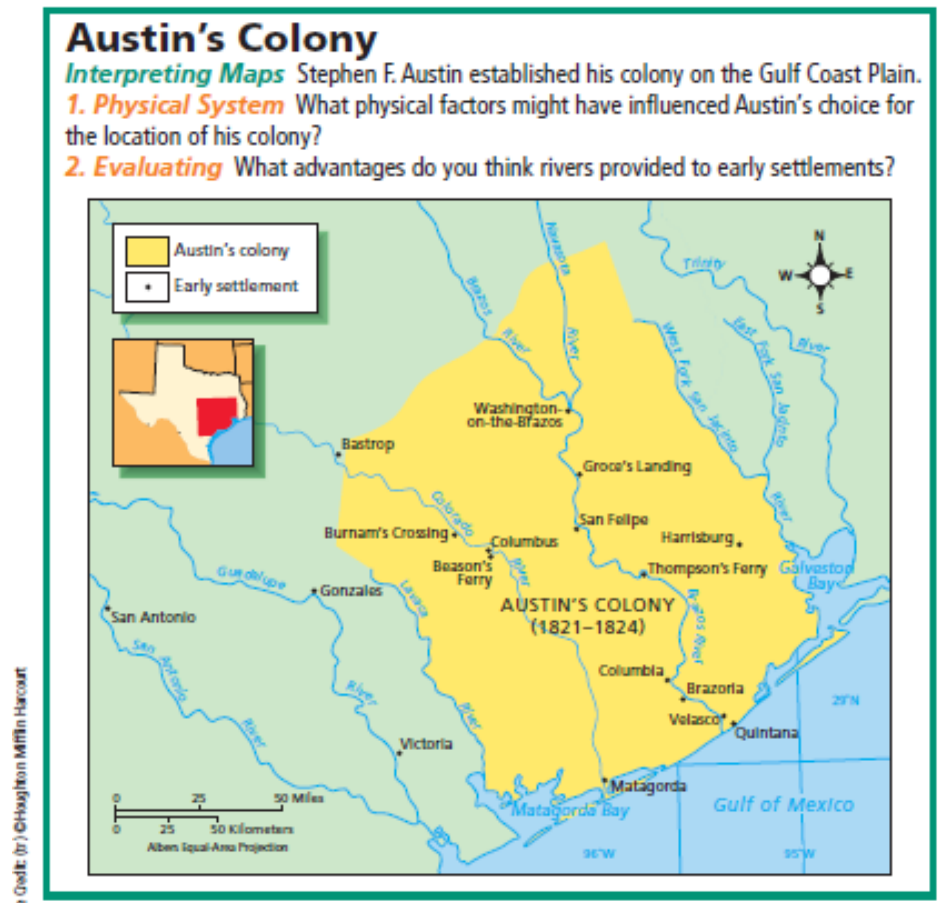 Austin's Colony
Interpreting Maps Stephen F. Austin established his colony on the Gulf Coast Plain.
1. Physical System What physical factors might have influenced Austin's choice for
the location of his colony?
2. Evaluating What advantages do you think rivers provided to early settlements?
Austin's colony
Early settlement
N
W E
S
Navasota
River
Brazos
River
Trinity
River
West Fork San Jacinto
East Fork San Jacinto
River
Washington-
on-the-Brazos
Bastrop
Groce's Landing
Colorado
River
San Felipe
Burnam's Crossing
Columbus
Harrisburg
Beason's
Ferry
Thompson's Ferry
Galveston
Bay
Guadalupe
River
Gonzales
Lavaca
River
AUSTIN'S COLONY
(1821–1824)
Brazos River
San Antonio
San Antonio
River
Columbia
Brazoria
Velasco
Quintana
29°N
Victoria
Matagorda
Matagorda Bay
Gulf of Mexico
0 25 50 Miles
0 25 50 Kilometers
Albers Equal-Area Projection
96°W
95°W
Credit: (tr) ©Houghton Mifflin Harcourt